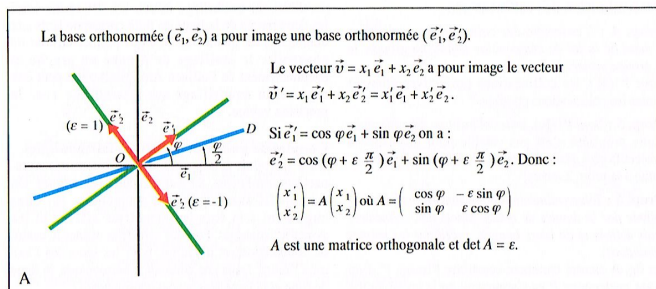 La base orthonormée (e⃗₁, e⃗₂) a pour image une base orthonormée (e⃗′₁, e⃗′₂).
Le vecteur v⃗ = x₁ e⃗₁ + x₂ e⃗₂ a pour image le vecteur
v⃗ ′ = x₁ e⃗′₁ + x₂ e⃗′₂ = x′₁ e⃗₁ + x′₂ e⃗₂.
Si e⃗′₁ = cos φ e⃗₁ + sin φ e⃗₂ on a :
e⃗′₂ = cos (φ + ε π/2) e⃗₁ + sin (φ + ε π/2) e⃗₂. Donc :
(x′₁ x′₂) = A (x₁ x₂) où A = ( cos φ − ε sin φ
sin φ ε cos φ )
A est une matrice orthogonale et det A = ε.
(ε = 1) e⃗′₂ e⃗₂ e⃗′₁ D
φ φ/2
O e⃗₁
e⃗′₂ (ε = -1)
A